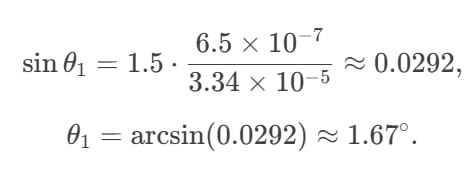 sin θ₁ = 1.5 · (6.5 × 10⁻⁷)/(3.34 × 10⁻⁵) ≈ 0.0292,
θ₁ = arcsin(0.0292) ≈ 1.67°.